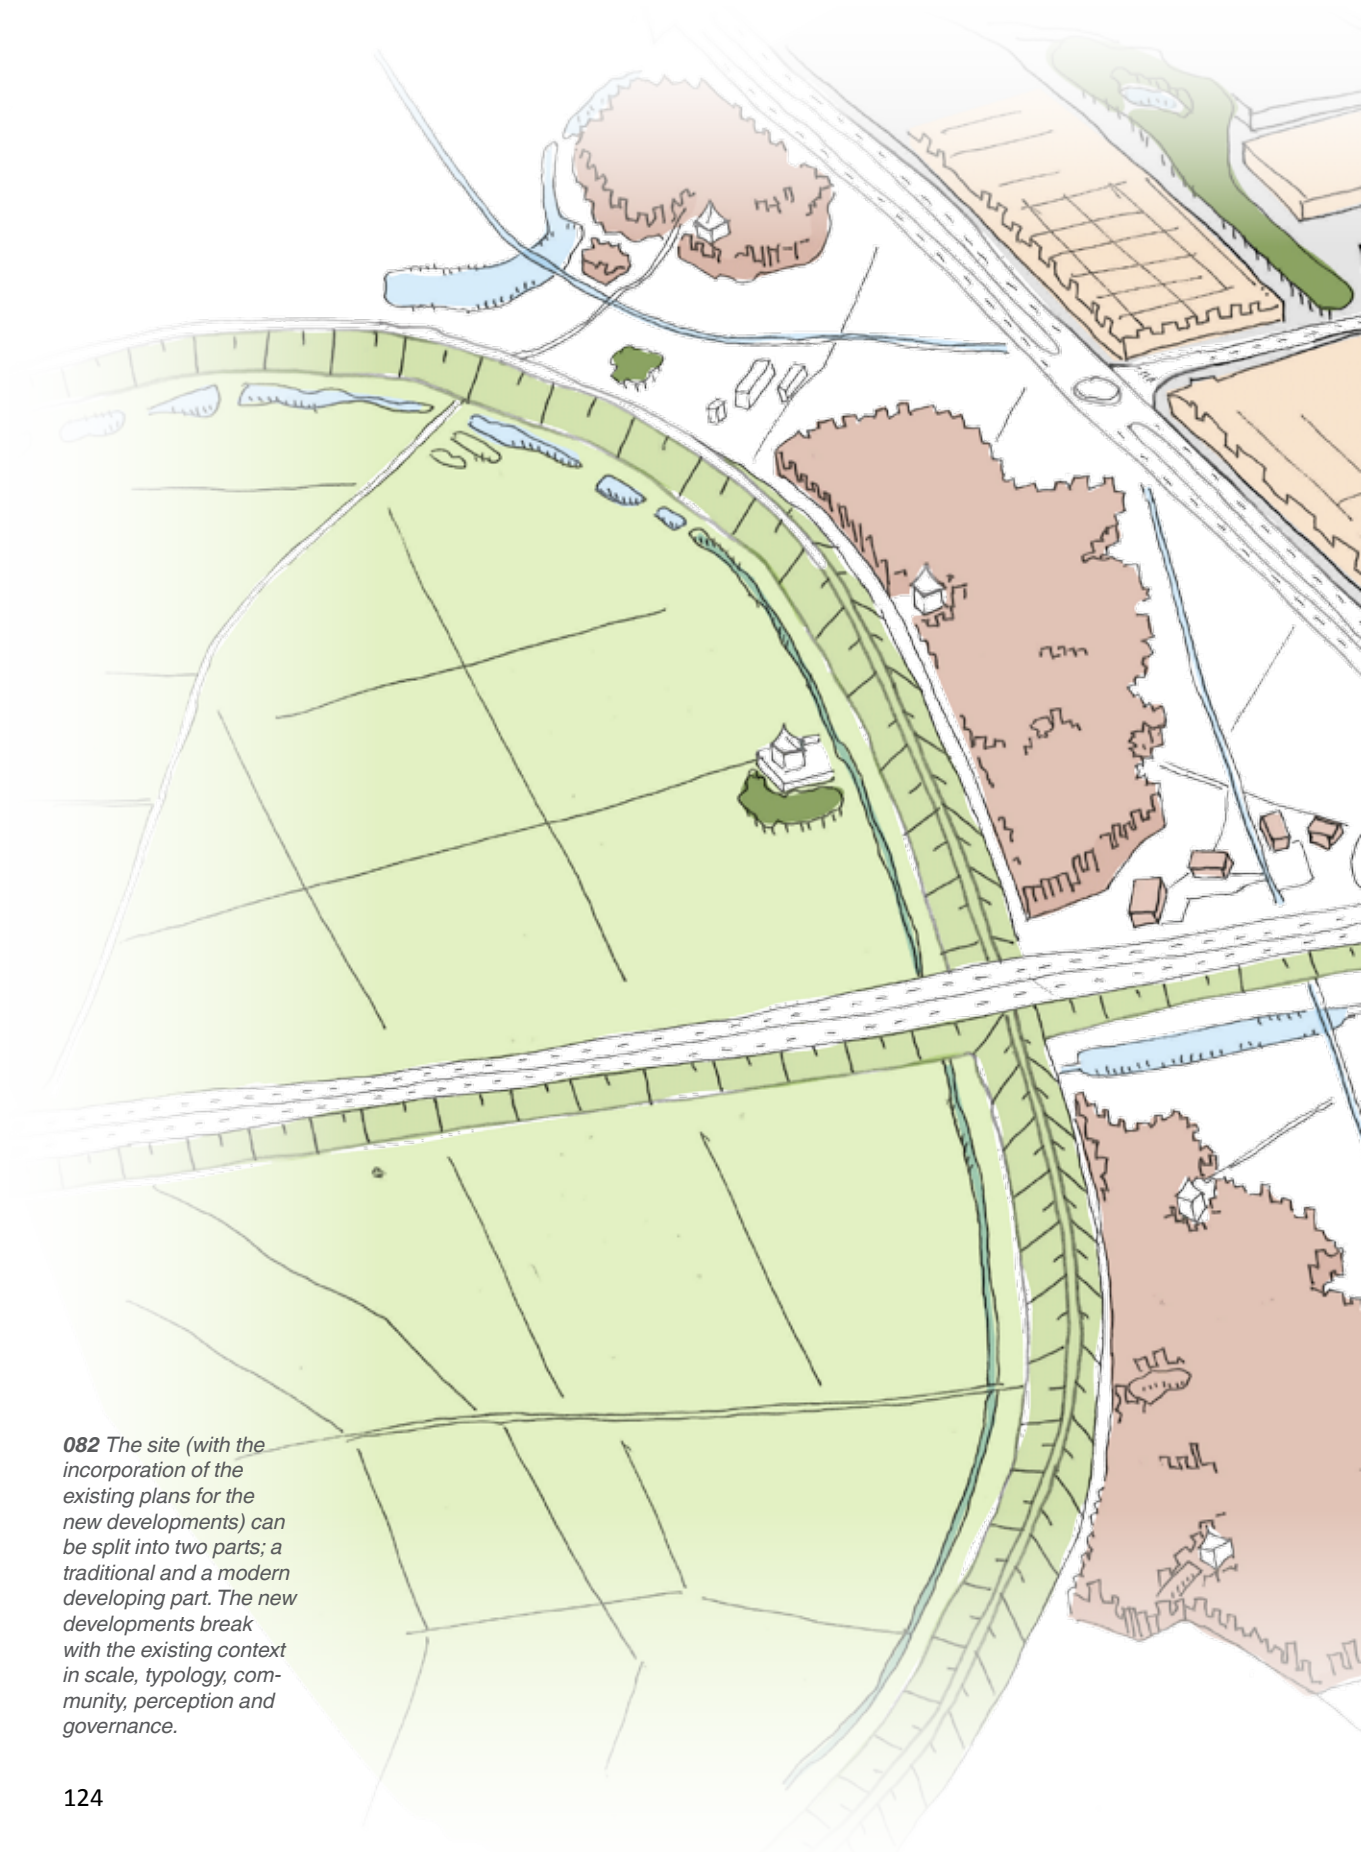 082 The site (with the
incorporation of the
existing plans for the
new developments) can
be split into two parts; a
traditional and a modern
developing part. The new
developments break
with the existing context
in scale, typology, com-
munity, perception and
governance.
124